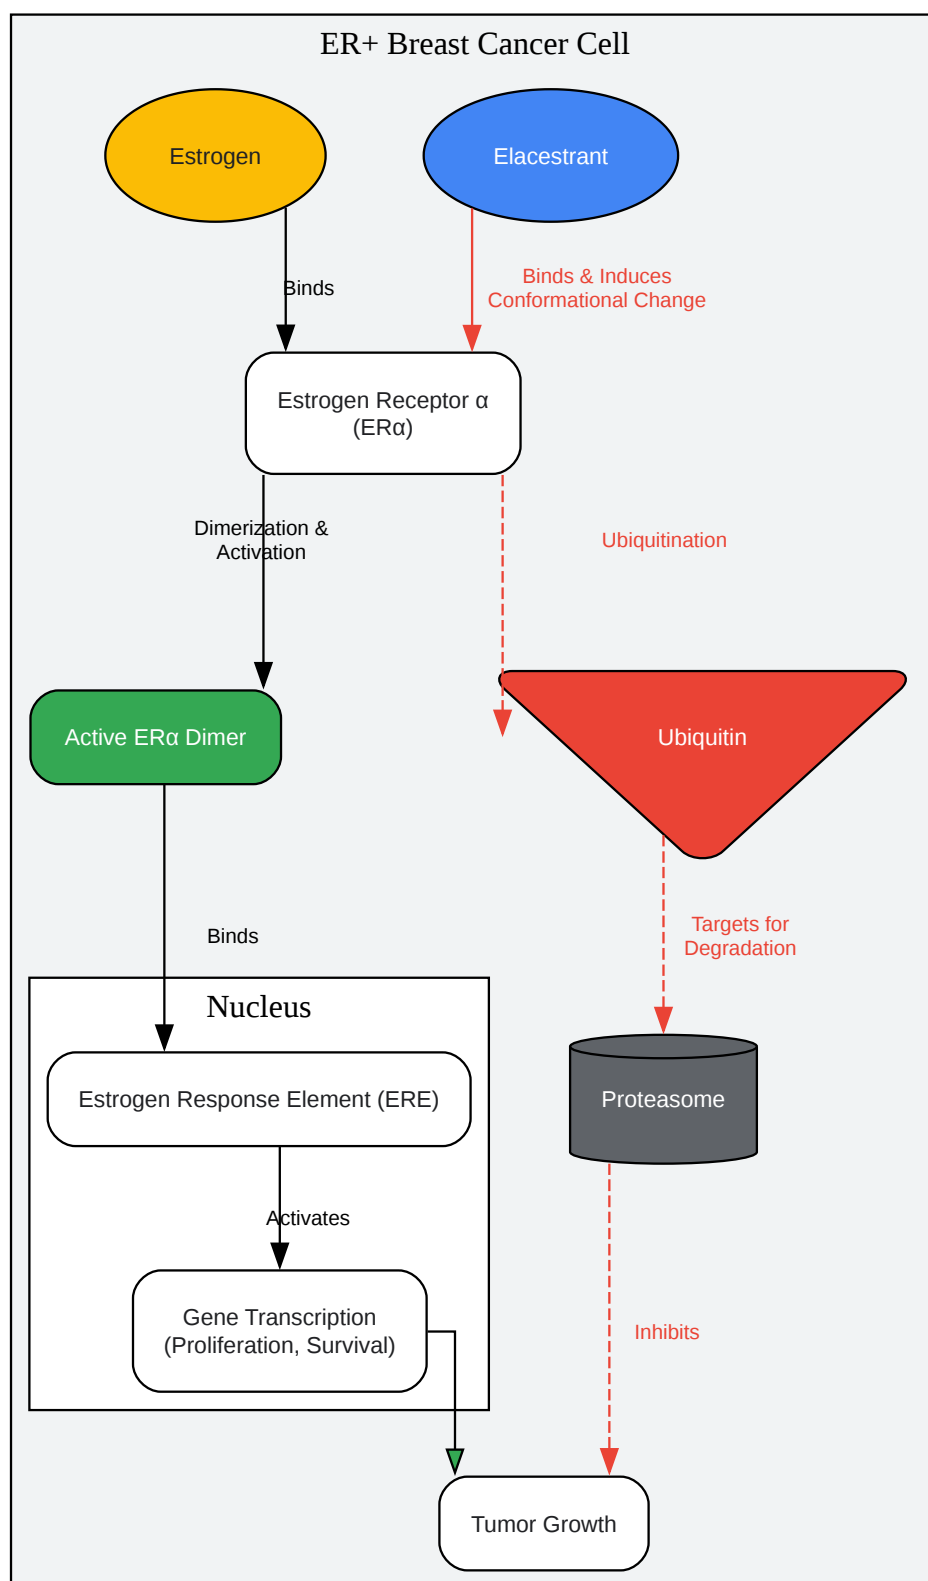 ER+ Breast Cancer Cell
Estrogen
Elacestrant
Binds
Binds & Induces
Conformational Change
Estrogen Receptor α
(ERα)
Dimerization &
Activation
Ubiquitination
Active ERα Dimer
Ubiquitin
Binds
Targets for
Degradation
Nucleus
Estrogen Response Element (ERE)
Proteasome
Activates
Gene Transcription
(Proliferation, Survival)
Inhibits
Tumor Growth